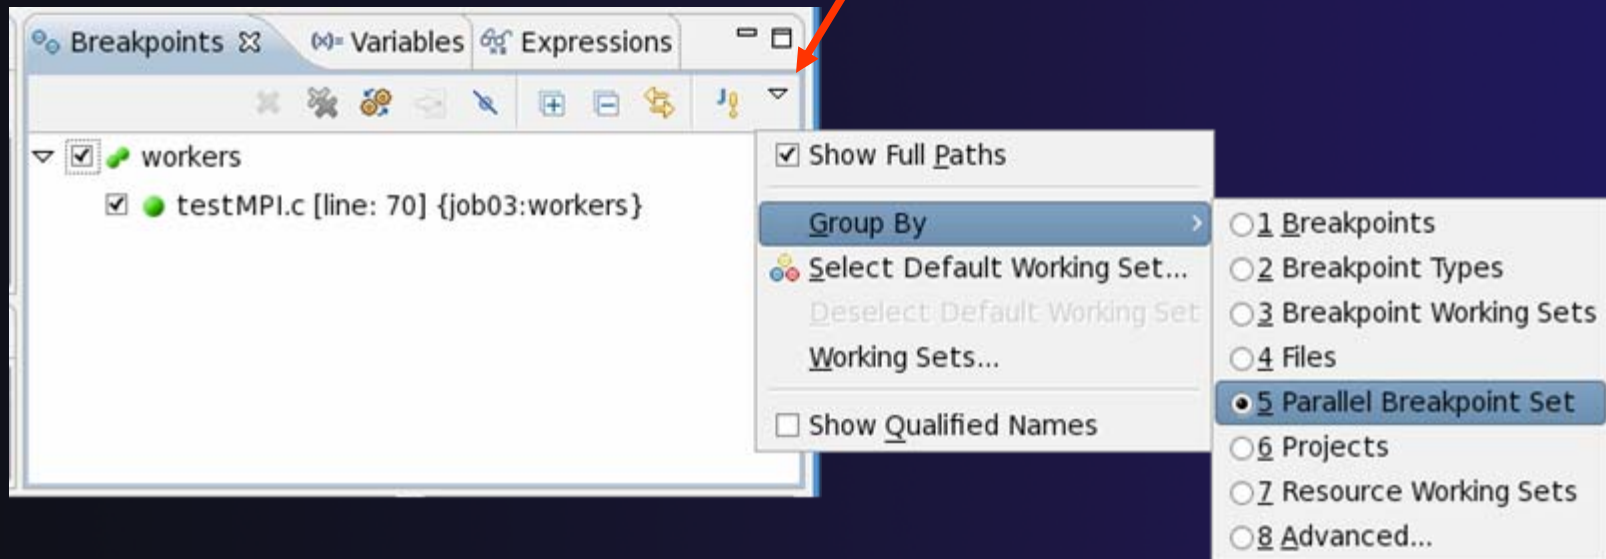 Breakpoints
(x)= Variables
Expressions
workers
testMPI.c [line: 70] {job03:workers}
Show Full Paths
Group By
Select Default Working Set...
Deselect Default Working Set
Working Sets...
Show Qualified Names
1 Breakpoints
2 Breakpoint Types
3 Breakpoint Working Sets
4 Files
5 Parallel Breakpoint Set
6 Projects
7 Resource Working Sets
8 Advanced...